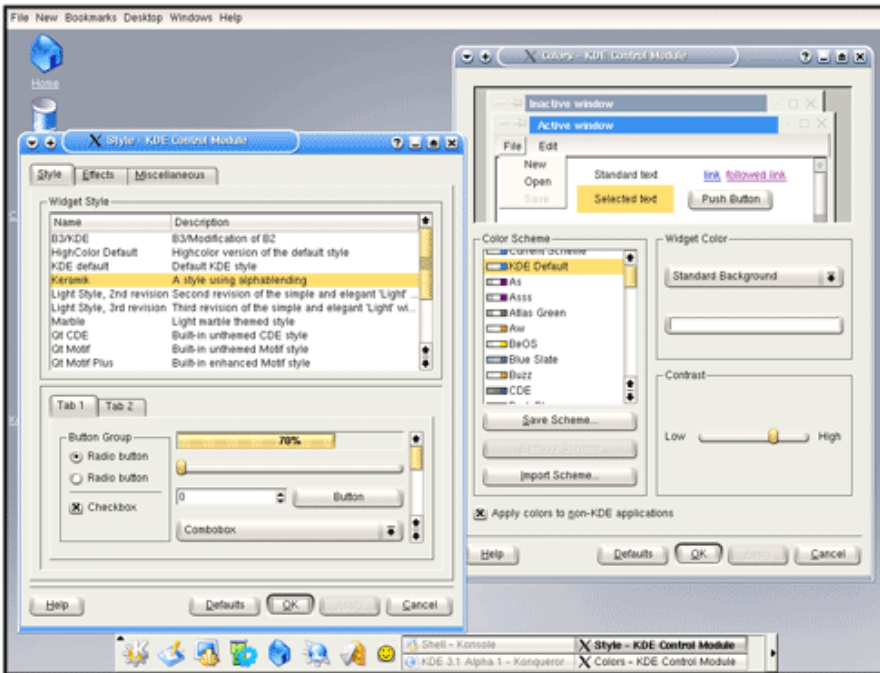 File New Bookmarks Desktop Windows Help
Home
Style - KDE Control Module
Style Effects Miscellaneous
Widget Style
Name Description
B3/KDE B3/Modification of B2
HighColor Default Highcolor version of the default style
KDE default Default KDE style
Keramik A style using alphablending
Light Style, 2nd revision Second revision of the simple and elegant 'Light' ...
Light Style, 3rd revision Third revision of the simple and elegant 'Light' wi...
Marble Light marble themed style
Qt CDE Built-in unthemed CDE style
Qt Motif Built-in unthemed Motif style
Qt Motif Plus Built-in enhanced Motif style
Tab 1 Tab 2
Button Group
Radio button
Radio button
Checkbox
70%
0
Button
Combobox
Help Defaults OK Apply Cancel
Colors - KDE Control Module
Inactive window
Active window
File Edit
New
Open
Save
Standard text link followed link
Selected text Push Button
Color Scheme
Current Scheme
KDE Default
As
Asss
Atlas Green
Aw
BeOS
Blue Slate
Buzz
CDE
Save Scheme...
Import Scheme...
Widget Color
Standard Background
Contrast
Low High
Apply colors to non-KDE applications
Help Defaults OK Apply Cancel
Shell - Konsole Style - KDE Control Module
KDE 3.1 Alpha 1 - Konqueror Colors - KDE Control Module